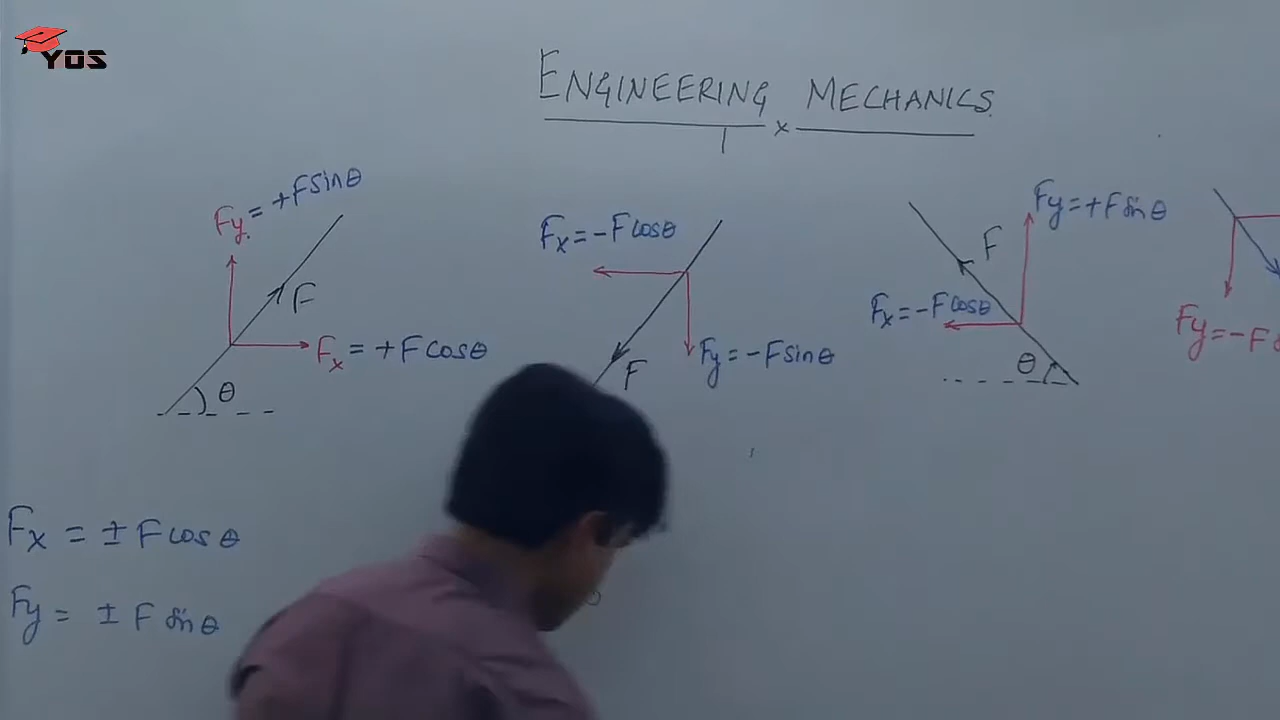 YOS
ENGINEERING MECHANICS
Fy = +Fsinθ
F
Fx = +Fcosθ
θ
Fx = -Fcosθ
Fy = -Fsinθ
F
Fy = +Fsinθ
F
Fx = -Fcosθ
θ
Fy = -F
Fx = ± Fcosθ
Fy = ± Fsinθ